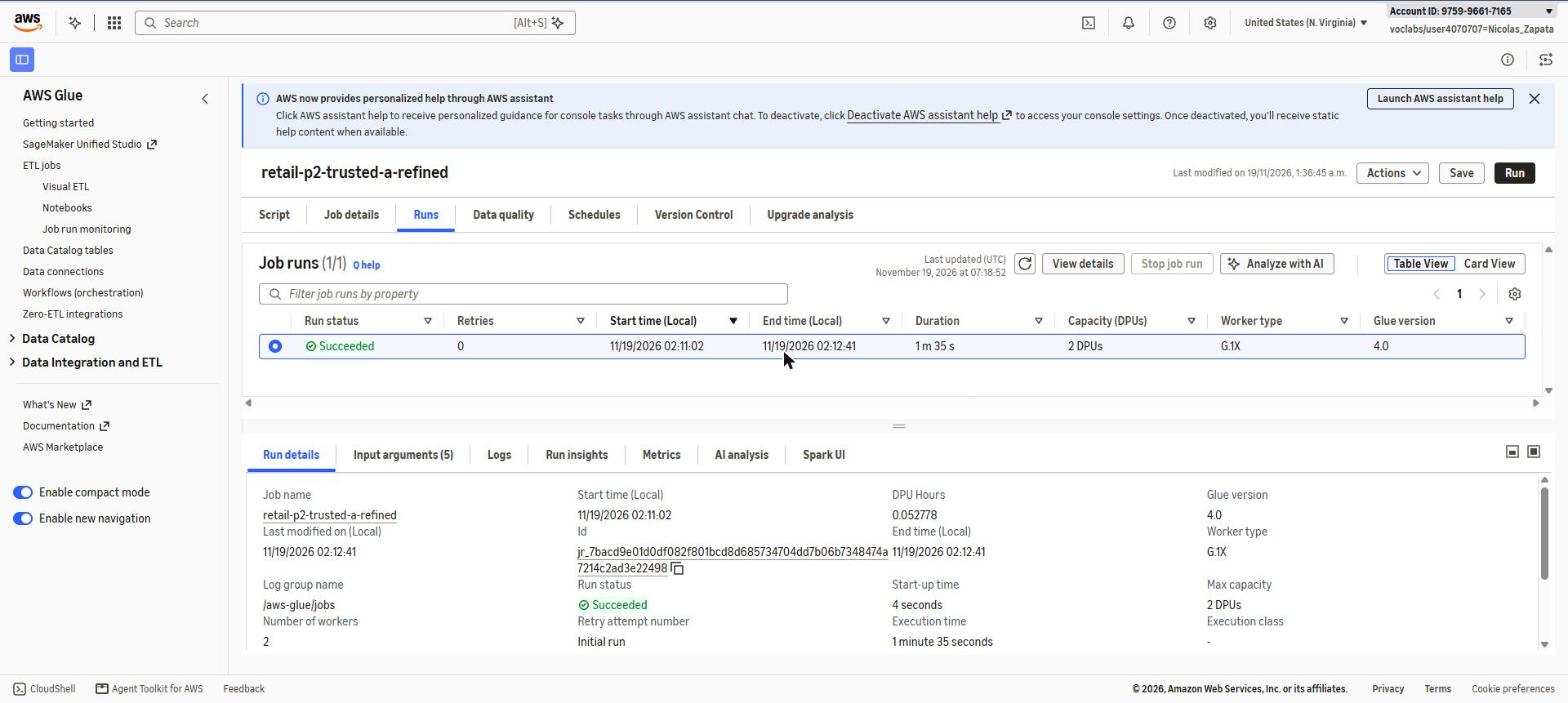 aws
Search [Alt+S]
United States (N. Virginia)
Account ID: 9759-9661-7165
voclabs/user4070707=Nicolas_Zapata
AWS Glue
Getting started
SageMaker Unified Studio
ETL jobs
Visual ETL
Notebooks
Job run monitoring
Data Catalog tables
Data connections
Workflows (orchestration)
Zero-ETL integrations
Data Catalog
Data Integration and ETL
What's New
Documentation
AWS Marketplace
Enable compact mode
Enable new navigation
AWS now provides personalized help through AWS assistant
Click AWS assistant help to receive personalized guidance for console tasks through AWS assistant chat. To deactivate, click Deactivate AWS assistant help to access your console settings. Once deactivated, you'll receive static
help content when available.
Launch AWS assistant help
retail-p2-trusted-a-refined
Last modified on 19/11/2026, 1:36:45 a.m. Actions Save Run
Script Job details Runs Data quality Schedules Version Control Upgrade analysis
Job runs (1/1) Q help
Last updated (UTC)
November 19, 2026 at 07:18:52
View details Stop job run Analyze with AI Table View Card View
Filter job runs by property
1
Run status Retries Start time (Local) End time (Local) Duration Capacity (DPUs) Worker type Glue version
Succeeded 0 11/19/2026 02:11:02 11/19/2026 02:12:41 1 m 35 s 2 DPUs G.1X 4.0
Run details Input arguments (5) Logs Run insights Metrics AI analysis Spark UI
Job name Start time (Local) DPU Hours Glue version
retail-p2-trusted-a-refined 11/19/2026 02:11:02 0.052778 4.0
Last modified on (Local) Id End time (Local) Worker type
11/19/2026 02:12:41 jr_7bacd9e01d0df082f801bcd8d685734704dd7b06b7348474a 11/19/2026 02:12:41 G.1X
7214c2ad3e22498
Log group name Run status Start-up time Max capacity
/aws-glue/jobs Succeeded 4 seconds 2 DPUs
Number of workers Retry attempt number Execution time Execution class
2 Initial run 1 minute 35 seconds -
CloudShell Agent Toolkit for AWS Feedback
© 2026, Amazon Web Services, Inc. or its affiliates. Privacy Terms Cookie preferences